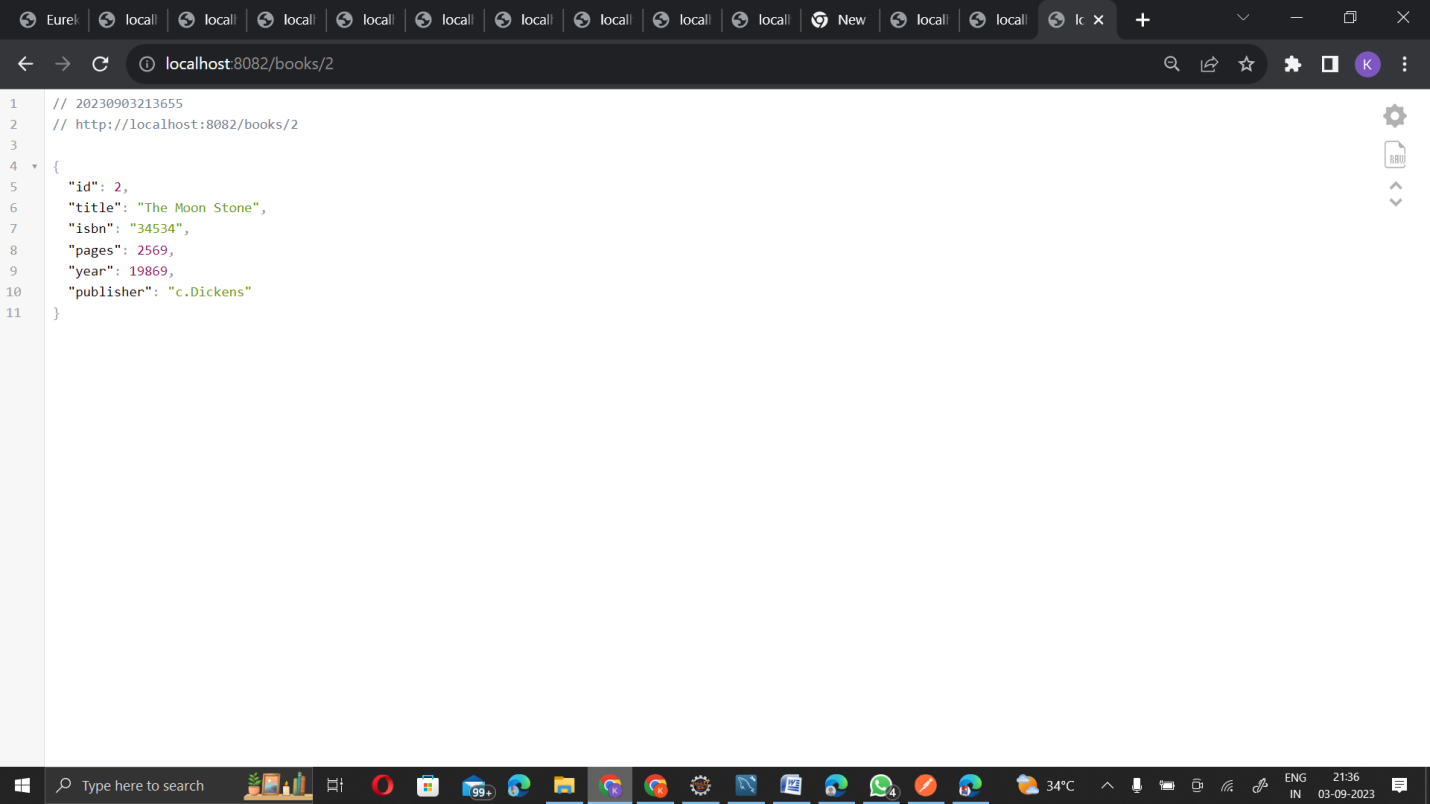 Eurek locall locall locall locall locall locall locall locall locall New locall locall lc
localhost:8082/books/2
K
1 // 20230903213655
2 // http://localhost:8082/books/2
3
4 {
5 "id": 2,
6 "title": "The Moon Stone",
7 "isbn": "34534",
8 "pages": 2569,
9 "year": 19869,
10 "publisher": "c.Dickens"
11 }
RAW
Type here to search
99+
K
K
4
34°C
ENG
IN
21:36
03-09-2023